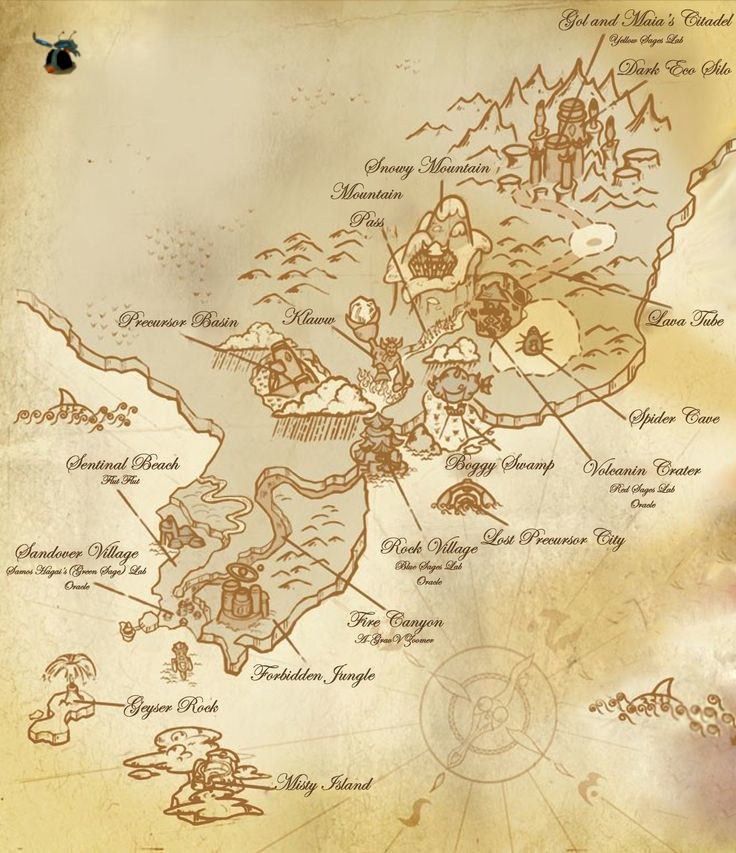 Gol and Maia's Citadel
Yellow Sages Lab
Dark Eco Silo
Snowy Mountain
Mountain
Pass
Precursor Basin
Klaww
Lava Tube
Spider Cave
Sentinal Beach
Flut Flut
Boggy Swamp
Volcanin Crater
Red Sages Lab
Oracle
Sandover Village
Samos Hagai's (Green Sage) Lab
Oracle
Rock Village
Blue Sages Lab
Oracle
Lost Precursor City
Fire Canyon
A-Grav V Zoomer
Forbidden Jungle
Geyser Rock
Misty Island